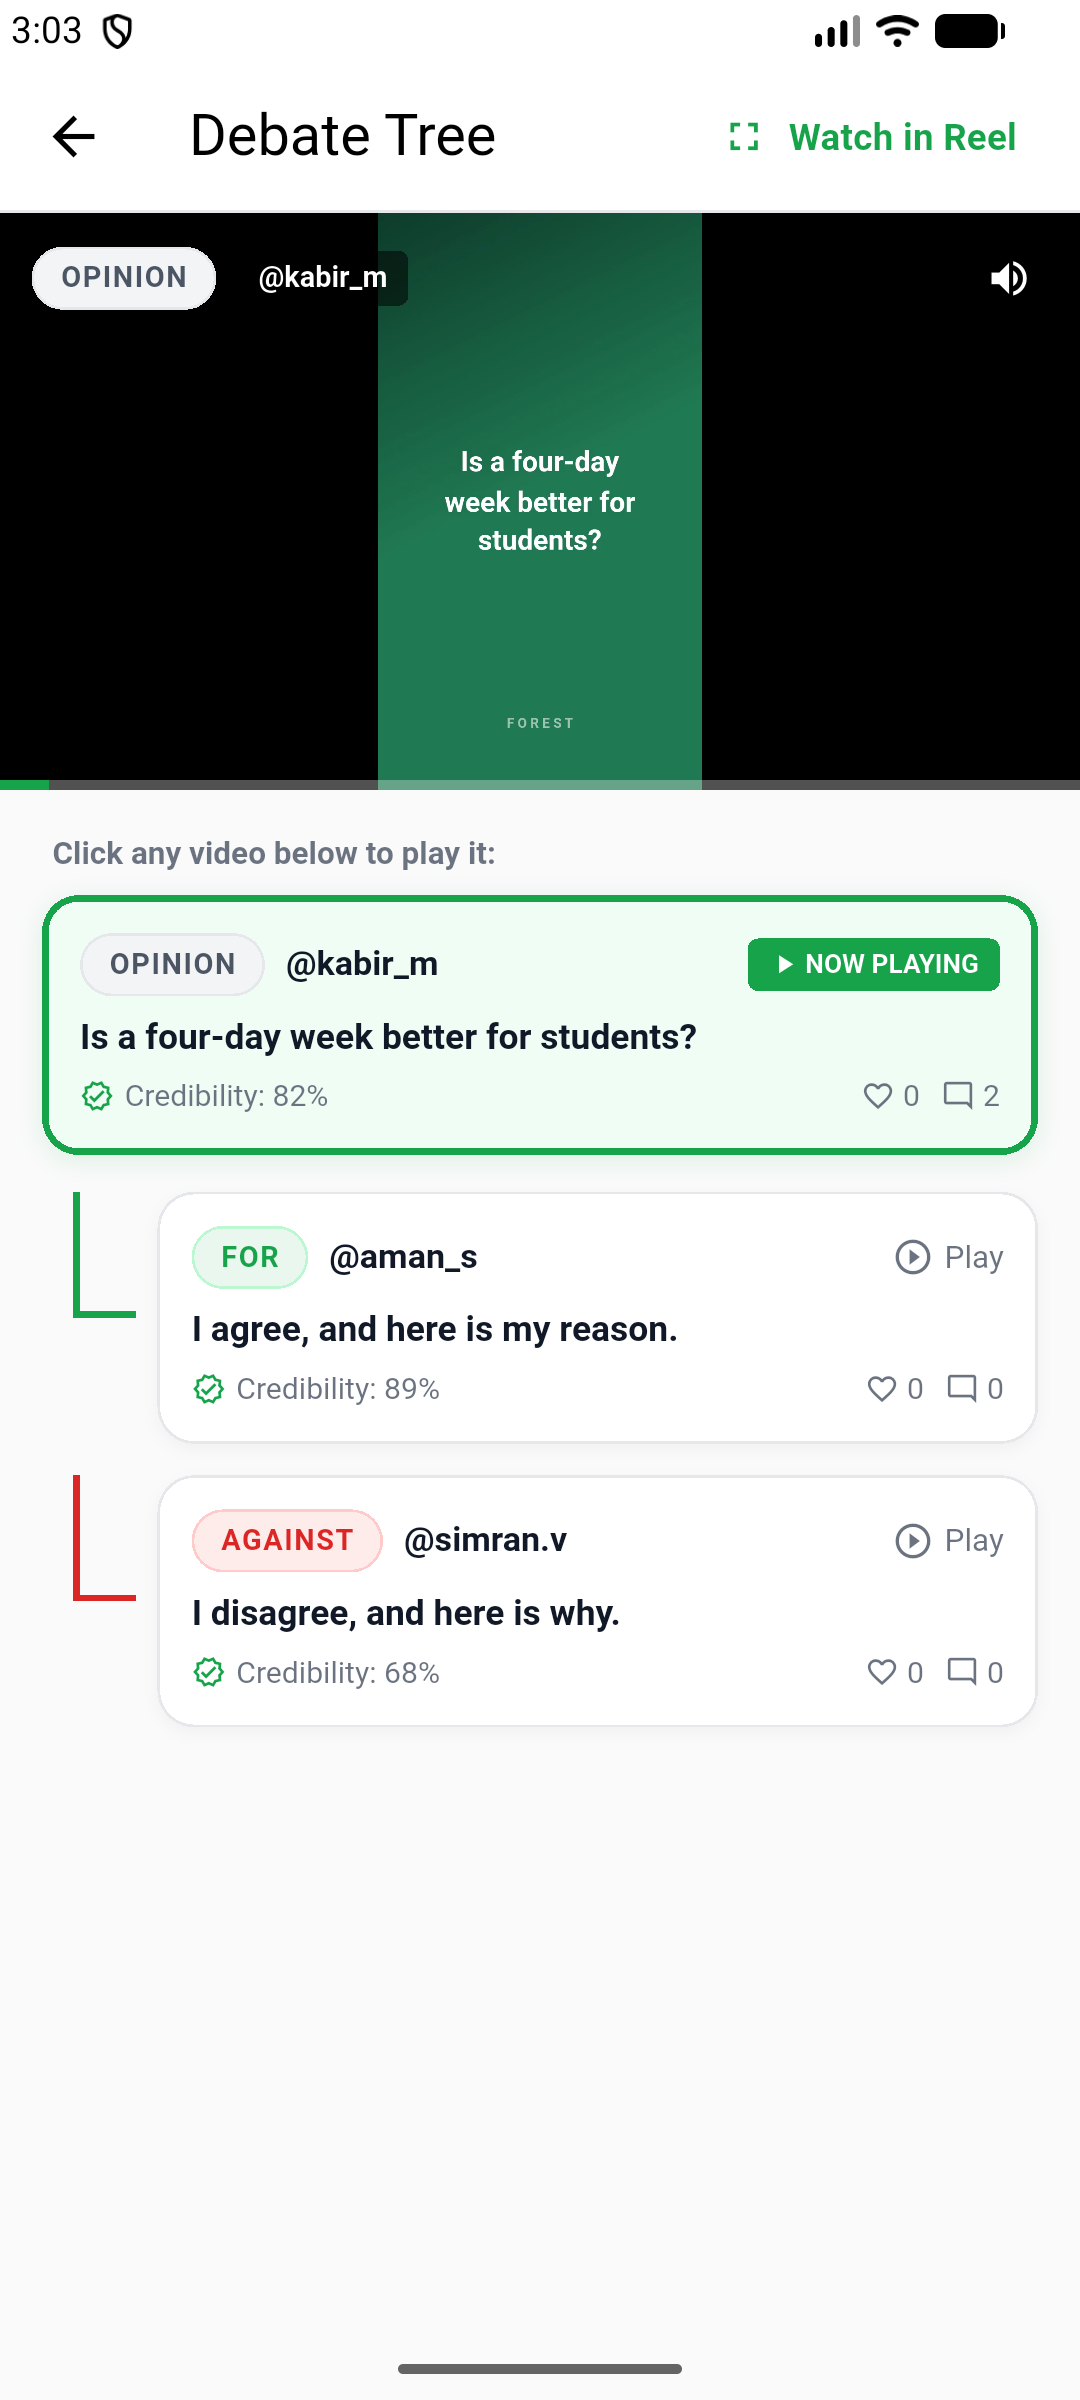 3:03
Debate Tree
Watch in Reel
OPINION
@kabir_m
Is a four-day
week better for
students?
FOREST
Click any video below to play it:
OPINION
@kabir_m
NOW PLAYING
Is a four-day week better for students?
Credibility: 82%
0
2
FOR
@aman_s
Play
I agree, and here is my reason.
Credibility: 89%
0
0
AGAINST
@simran.v
Play
I disagree, and here is why.
Credibility: 68%
0
0